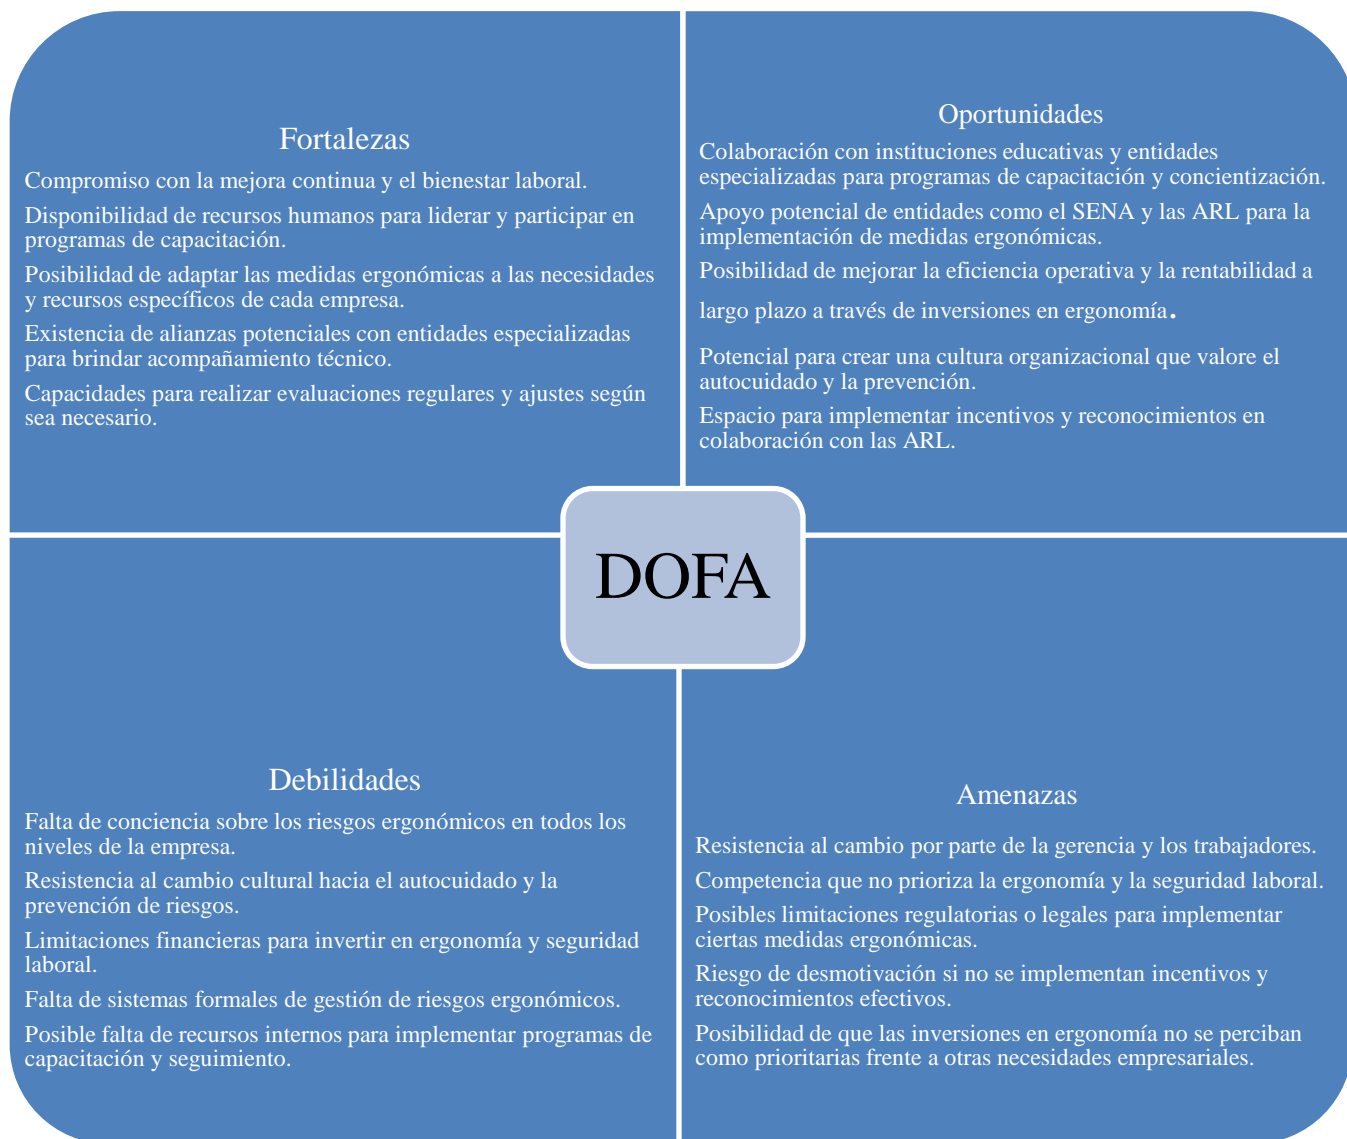 Fortalezas
Compromiso con la mejora continua y el bienestar laboral.
Disponibilidad de recursos humanos para liderar y participar en
programas de capacitación.
Posibilidad de adaptar las medidas ergonómicas a las necesidades
y recursos específicos de cada empresa.
Existencia de alianzas potenciales con entidades especializadas
para brindar acompañamiento técnico.
Capacidades para realizar evaluaciones regulares y ajustes según
sea necesario.
Oportunidades
Colaboración con instituciones educativas y entidades
especializadas para programas de capacitación y concientización.
Apoyo potencial de entidades como el SENA y las ARL para la
implementación de medidas ergonómicas.
Posibilidad de mejorar la eficiencia operativa y la rentabilidad a
largo plazo a través de inversiones en ergonomía.
Potencial para crear una cultura organizacional que valore el
autocuidado y la prevención.
Espacio para implementar incentivos y reconocimientos en
colaboración con las ARL.
DOFA
Debilidades
Falta de conciencia sobre los riesgos ergonómicos en todos los
niveles de la empresa.
Resistencia al cambio cultural hacia el autocuidado y la
prevención de riesgos.
Limitaciones financieras para invertir en ergonomía y seguridad
laboral.
Falta de sistemas formales de gestión de riesgos ergonómicos.
Posible falta de recursos internos para implementar programas de
capacitación y seguimiento.
Amenazas
Resistencia al cambio por parte de la gerencia y los trabajadores.
Competencia que no prioriza la ergonomía y la seguridad laboral.
Posibles limitaciones regulatorias o legales para implementar
ciertas medidas ergonómicas.
Riesgo de desmotivación si no se implementan incentivos y
reconocimientos efectivos.
Posibilidad de que las inversiones en ergonomía no se perciban
como prioritarias frente a otras necesidades empresariales.